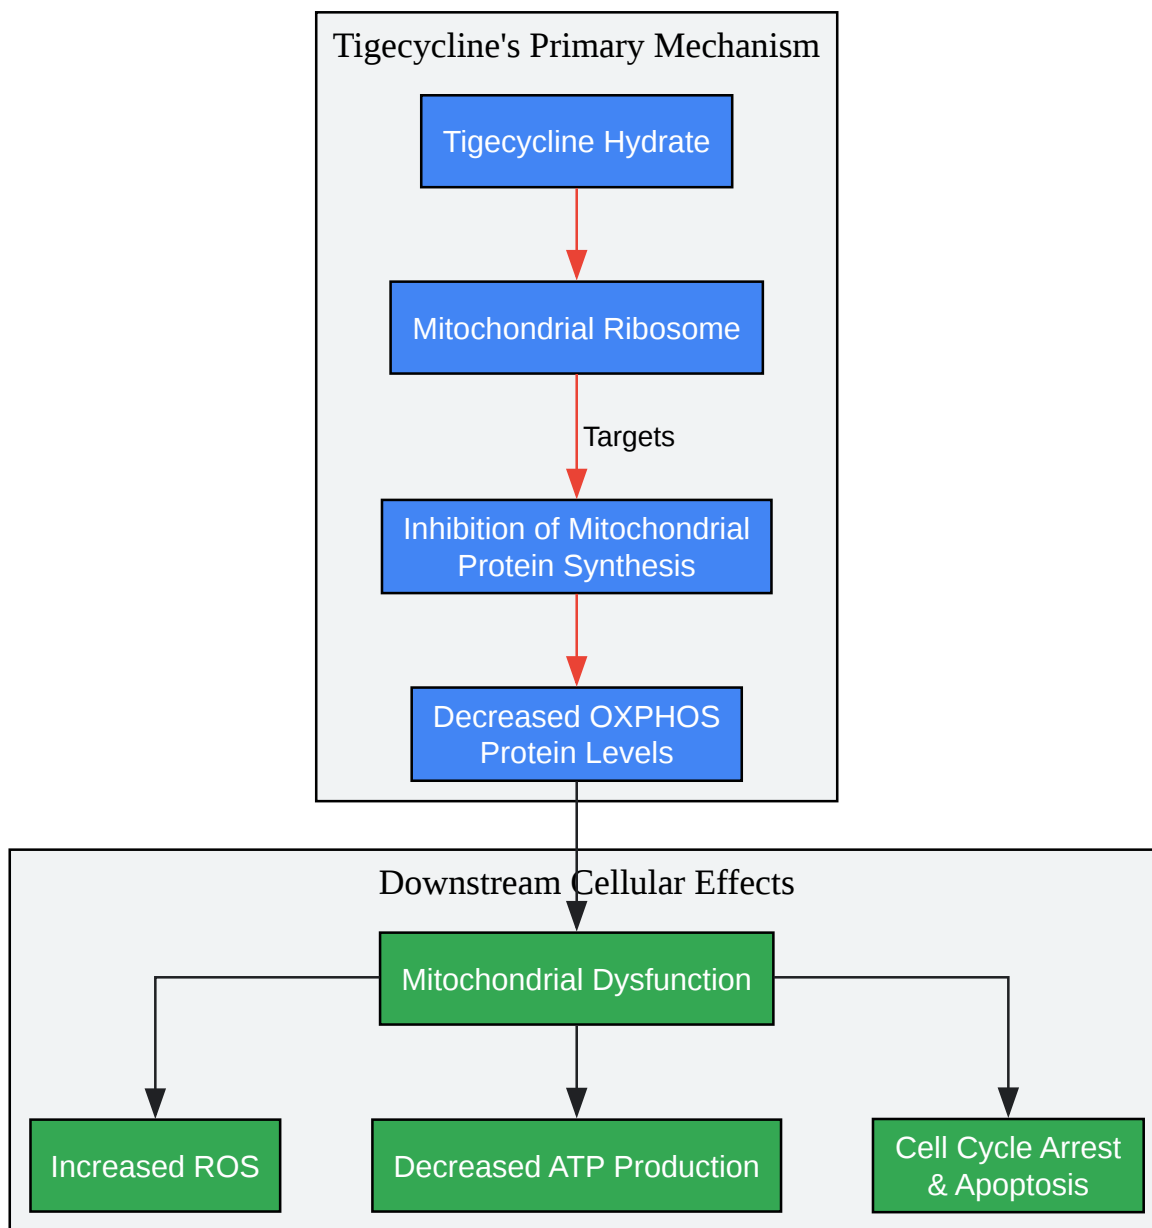 Tigecycline's Primary Mechanism
Tigecycline Hydrate
Mitochondrial Ribosome
Targets
Inhibition of Mitochondrial
Protein Synthesis
Decreased OXPHOS
Protein Levels
Downstream Cellular Effects
Mitochondrial Dysfunction
Increased ROS
Decreased ATP Production
Cell Cycle Arrest
& Apoptosis